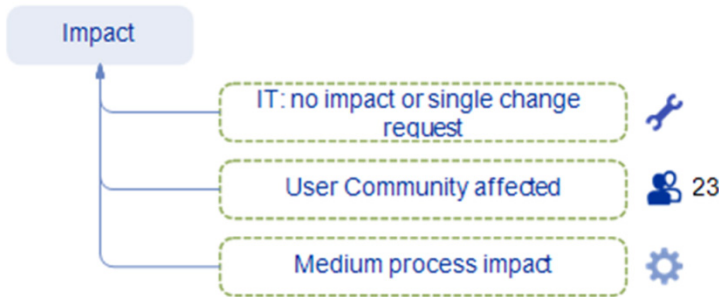 Impact
IT: no impact or single change
request
User Community affected
23
Medium process impact